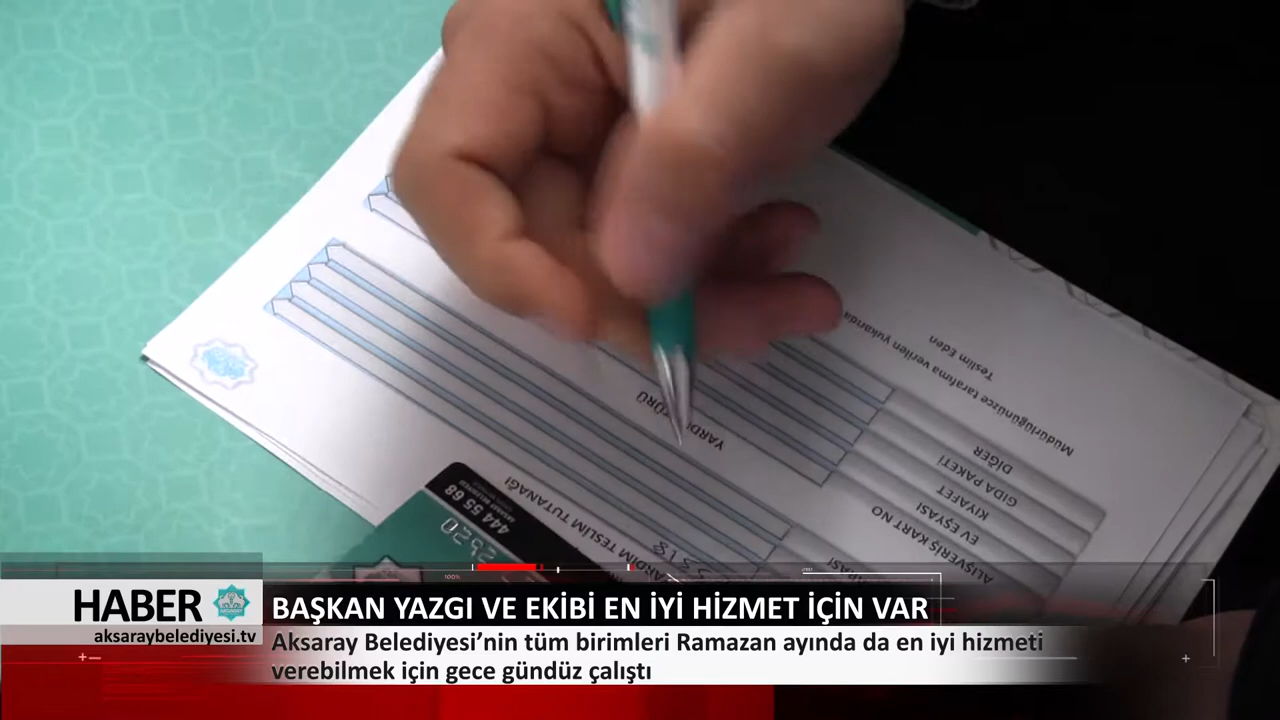 Müdürlüğünüzce tarafıma verilen yukarıda
Teslim Eden
DİĞER
GIDA PAKETİ
KIYAFET
EV EŞYASI
ALIŞVERİŞ KART NO
YARDIM TESLİM TUTANAĞI
444 55 68
100%
HABER
AKSARAY
aksaraybelediyesi.tv
BAŞKAN YAZGI VE EKİBİ EN İYİ HİZMET İÇİN VAR
Aksaray Belediyesi’nin tüm birimleri Ramazan ayında da en iyi hizmeti
verebilmek için gece gündüz çalıştı